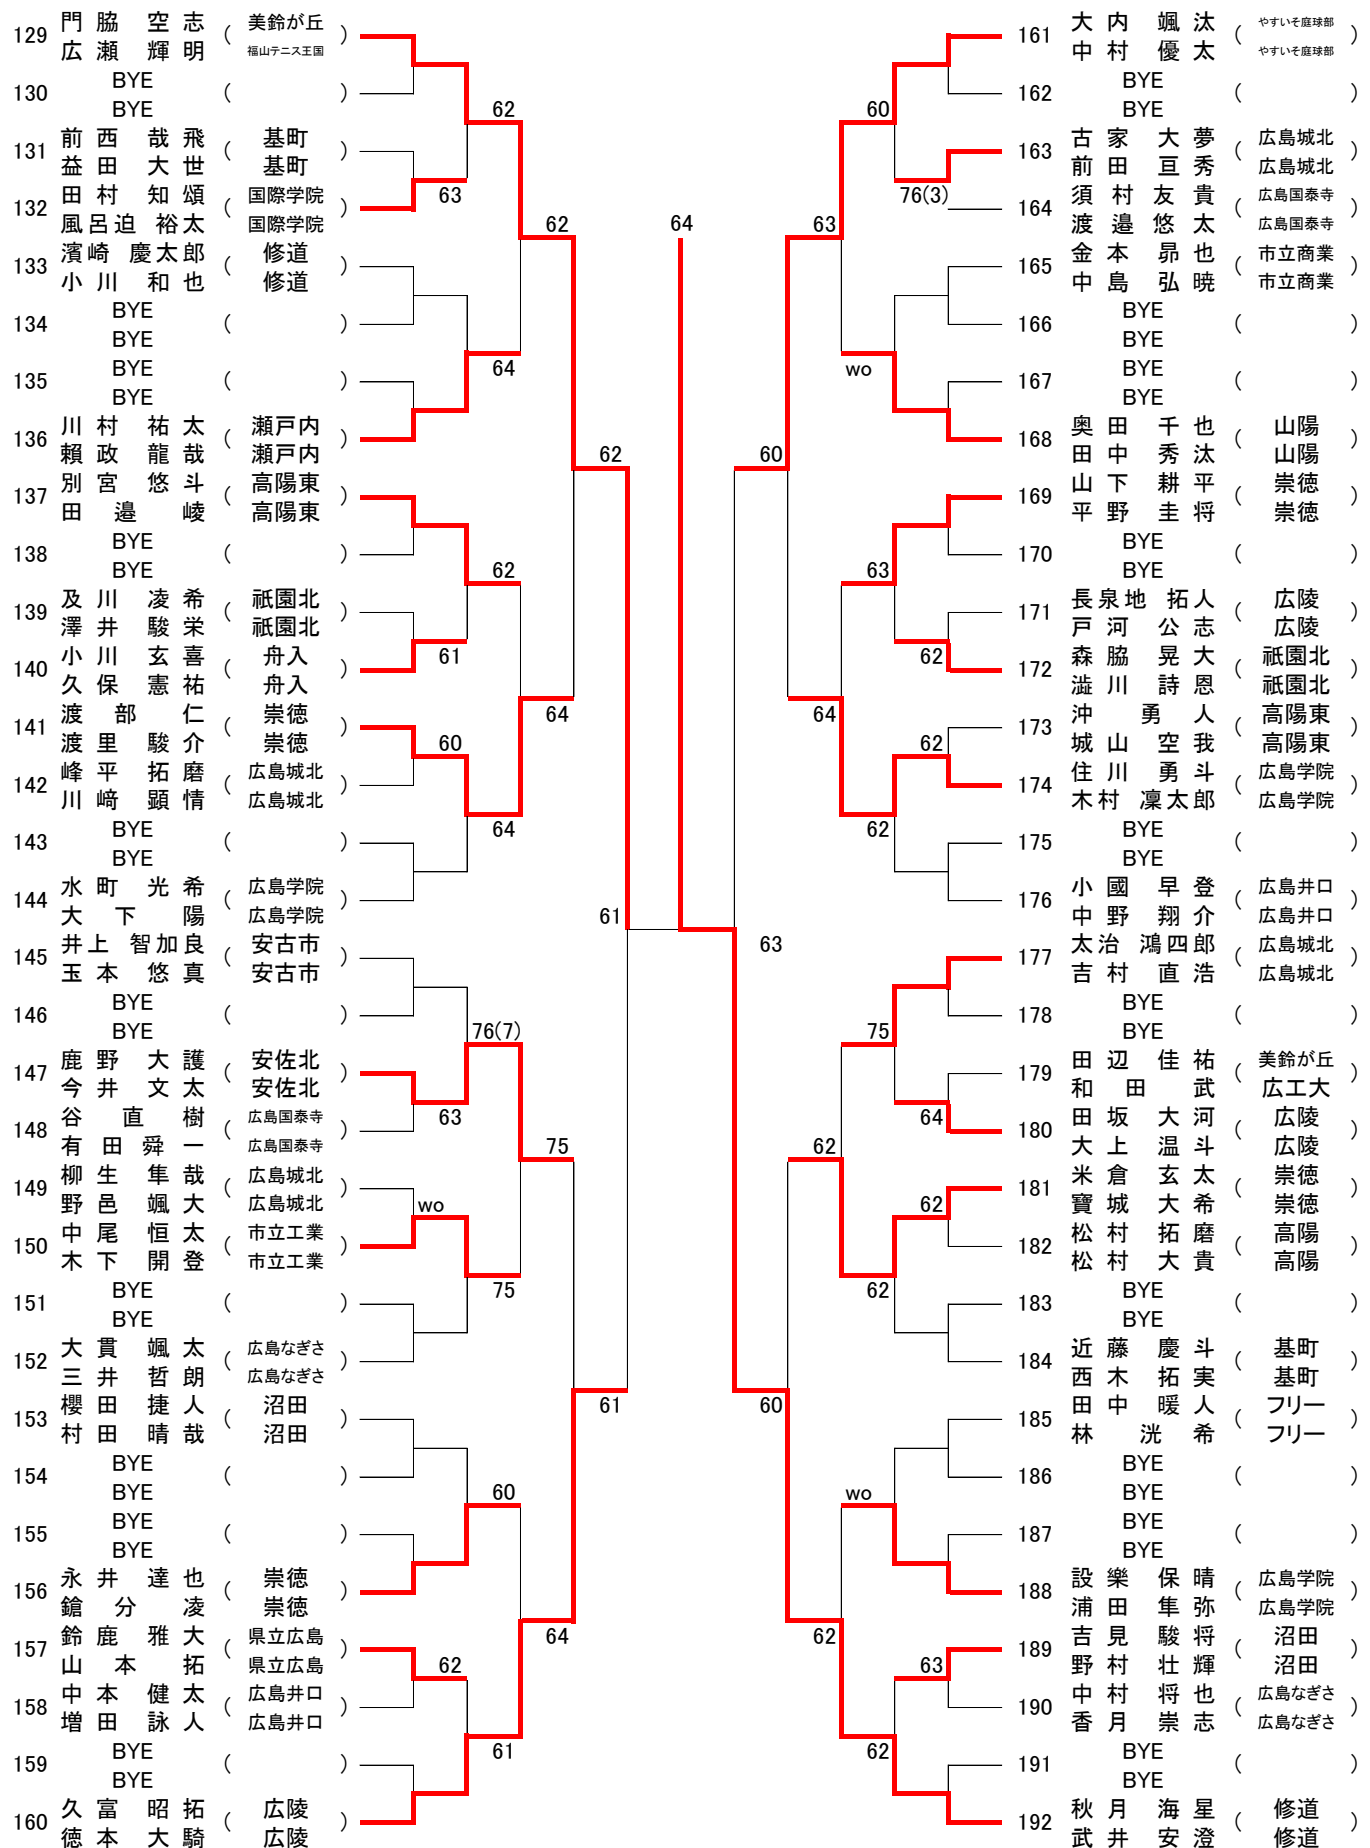 129 門脇 空志 ( 美鈴が丘 )
広瀬 輝明 福山テニス王国
130 BYE ( )
BYE
62
131 前西 哉飛 ( 基町 )
益田 大世 基町
63
132 田村 知頌 ( 国際学院 )
風呂迫 裕太 国際学院
62
133 濱崎 慶太郎 ( 修道 )
小川 和也 修道
134 BYE ( )
BYE
64
135 BYE ( )
BYE
136 川村 祐太 ( 瀬戸内 )
頼政 龍哉 瀬戸内
62
137 別宮 悠斗 ( 高陽東 )
田邉 崚 高陽東
138 BYE ( )
BYE
62
139 及川 凌希 ( 祇園北 )
澤井 駿栄 祇園北
61
140 小川 玄喜 ( 舟入 )
久保 憲祐 舟入
64
141 渡部 仁 ( 崇徳 )
渡里 駿介 崇徳
60
142 峰平 拓磨 ( 広島城北 )
川﨑 顕情 広島城北
64
143 BYE ( )
BYE
144 水町 光希 ( 広島学院 )
大下 陽 広島学院
61
145 井上 智加良 ( 安古市 )
玉本 悠真 安古市
146 BYE ( )
BYE
76(7)
147 鹿野 大護 ( 安佐北 )
今井 文太 安佐北
63
148 谷 直樹 ( 広島国泰寺 )
有田 舜一 広島国泰寺
75
149 柳生 隼哉 ( 広島城北 )
野邑 颯大 広島城北
wo
150 中尾 恒太 ( 市立工業 )
木下 開登 市立工業
75
151 BYE ( )
BYE
152 大貫 颯太 ( 広島なぎさ )
三井 哲朗 広島なぎさ
61
153 櫻田 捷人 ( 沼田 )
村田 晴哉 沼田
154 BYE ( )
BYE
60
155 BYE ( )
BYE
156 永井 達也 ( 崇徳 )
鎗分 凌 崇徳
64
157 鈴鹿 雅大 ( 県立広島 )
山本 拓 県立広島
62
158 中本 健太 ( 広島井口 )
増田 詠人 広島井口
61
159 BYE ( )
BYE
160 久富 昭拓 ( 広陵 )
徳本 大騎 広陵
64
63
161 大内 颯汰 ( やすいそ庭球部 )
中村 優太 やすいそ庭球部
162 BYE ( )
BYE
60
163 古家 大夢 ( 広島城北 )
前田 亘秀 広島城北
76(3)
164 須村 友貴 ( 広島国泰寺 )
渡邉 悠太 広島国泰寺
63
165 金本 昴也 ( 市立商業 )
中島 弘暁 市立商業
166 BYE ( )
BYE
wo
167 BYE ( )
BYE
168 奥田 千也 ( 山陽 )
田中 秀汰 山陽
60
169 山下 耕平 ( 崇徳 )
平野 圭将 崇徳
170 BYE ( )
BYE
63
171 長泉地 拓人 ( 広陵 )
戸河 公志 広陵
62
172 森脇 晃大 ( 祇園北 )
澁川 詩恩 祇園北
64
173 沖 勇人 ( 高陽東 )
城山 空我 高陽東
62
174 住川 勇斗 ( 広島学院 )
木村 凜太郎 広島学院
62
175 BYE ( )
BYE
176 小國 早登 ( 広島井口 )
中野 翔介 広島井口
177 太治 鴻四郎 ( 広島城北 )
吉村 直浩 広島城北
178 BYE ( )
BYE
75
179 田辺 佳祐 ( 美鈴が丘 )
和田 武 広工大
64
180 田坂 大河 ( 広陵 )
大上 温斗 広陵
62
181 米倉 玄太 ( 崇徳 )
寶城 大希 崇徳
62
182 松村 拓磨 ( 高陽 )
松村 大貴 高陽
62
183 BYE ( )
BYE
184 近藤 慶斗 ( 基町 )
西木 拓実 基町
60
185 田中 暖人 ( フリー )
林 洸希 フリー
186 BYE ( )
BYE
wo
187 BYE ( )
BYE
188 設樂 保晴 ( 広島学院 )
浦田 隼弥 広島学院
62
189 吉見 駿将 ( 沼田 )
野村 壮輝 沼田
63
190 中村 将也 ( 広島なぎさ )
香月 崇志 広島なぎさ
62
191 BYE ( )
BYE
192 秋月 海星 ( 修道 )
武井 安澄 修道